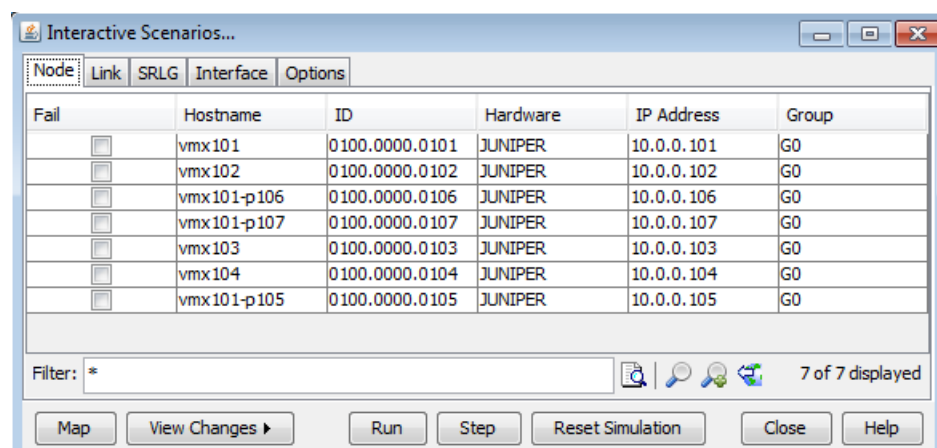 Interactive Scenarios...
Node Link SRLG Interface Options
Fail Hostname ID Hardware IP Address Group
vmx101 0100.0000.0101 JUNIPER 10.0.0.101 G0
vmx102 0100.0000.0102 JUNIPER 10.0.0.102 G0
vmx101-p106 0100.0000.0106 JUNIPER 10.0.0.106 G0
vmx101-p107 0100.0000.0107 JUNIPER 10.0.0.107 G0
vmx103 0100.0000.0103 JUNIPER 10.0.0.103 G0
vmx104 0100.0000.0104 JUNIPER 10.0.0.104 G0
vmx101-p105 0100.0000.0105 JUNIPER 10.0.0.105 G0
Filter: * 7 of 7 displayed
Map View Changes Run Step Reset Simulation Close Help